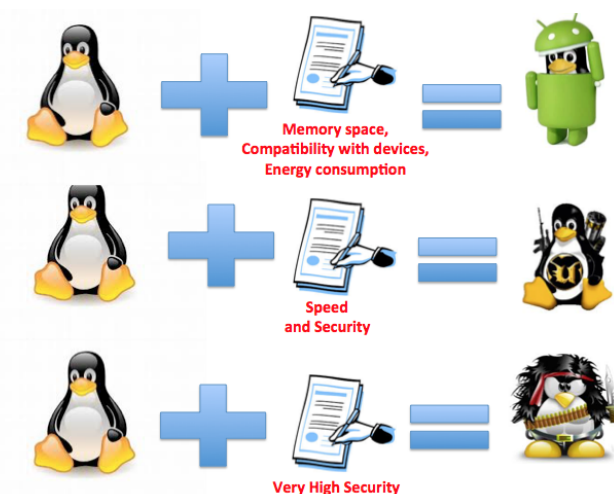 Memory space,
Compatibility with devices,
Energy consumption
Speed
and Security
U
Very High Security